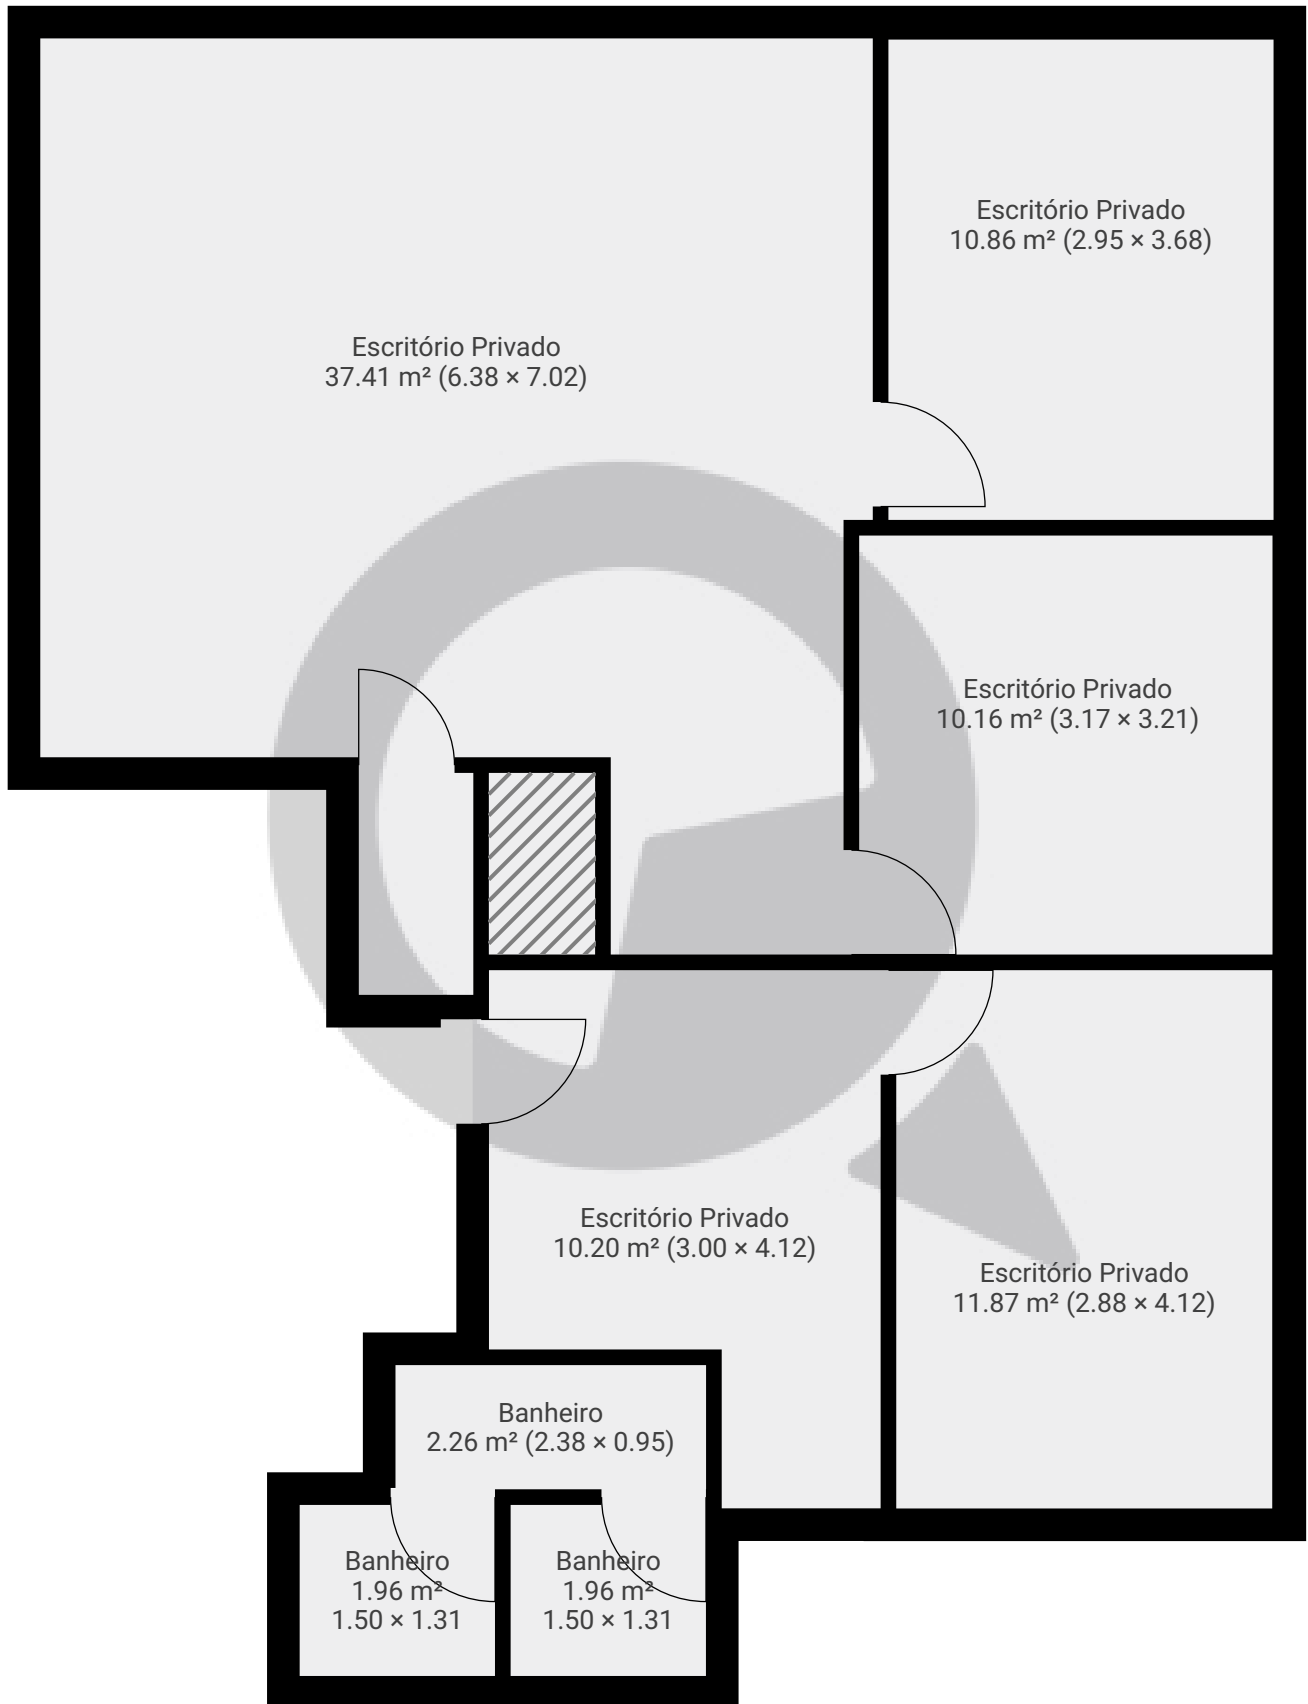 Escritório Privado
10.86 m² (2.95 × 3.68)
Escritório Privado
37.41 m² (6.38 × 7.02)
Escritório Privado
10.16 m² (3.17 × 3.21)
Escritório Privado
10.20 m² (3.00 × 4.12)
Escritório Privado
11.87 m² (2.88 × 4.12)
Banheiro
2.26 m² (2.38 × 0.95)
Banheiro
1.96 m²
1.50 × 1.31
Banheiro
1.96 m²
1.50 × 1.31